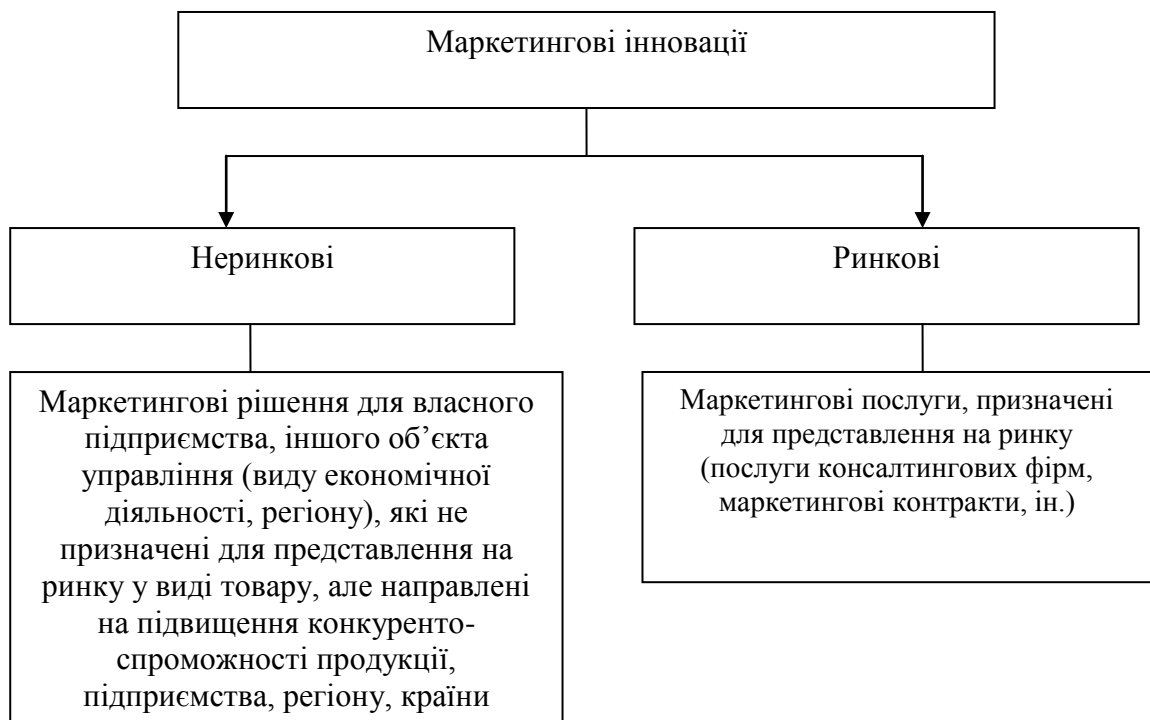 Маркетингові інновації
Неринкові
Ринкові
Маркетингові рішення для власного
підприємства, іншого об’єкта
управління (виду економічної
діяльності, регіону), які не
призначені для представлення на
ринку у виді товару, але направлені
на підвищення конкуренто-
спроможності продукції,
підприємства, регіону, країни
Маркетингові послуги, призначені
для представлення на ринку
(послуги консалтингових фірм,
маркетингові контракти, ін.)